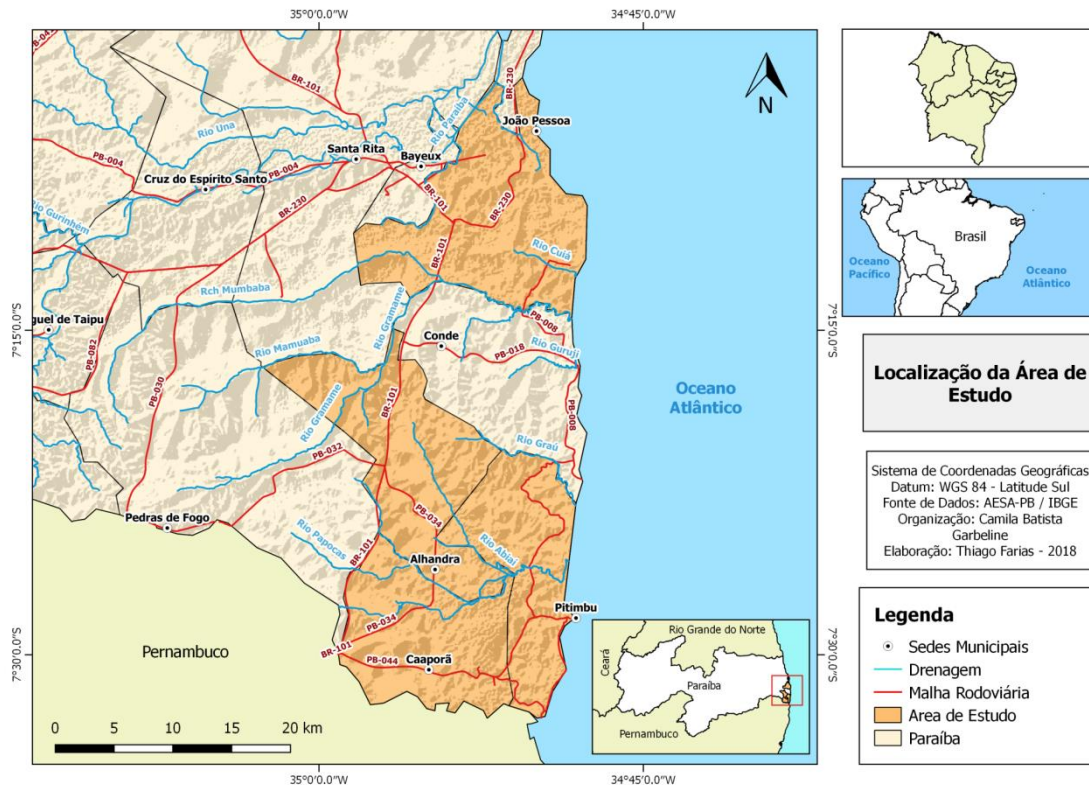 35°0'0.0"W
34°45'0.0"W
PB-041
BR-101
BR-230
Rio Paraíba
João Pessoa
Rio Una
Santa Rita
Bayeux
PB-004
PB-004
Cruz do Espírito Santo
BR-230
BR-101
BR-230
Rio Gurinhém
BR-101
Rio Cuiá
Rch Mumbaba
Rio Gramame
7°15'0.0"S
guel de Taipu
Conde
PB-008
PB-018
Rio Guruji
7°15'0.0"S
PB-082
Rio Mamuaba
PB-030
BR-101
PB-008
Oceano
Atlântico
Rio Gramame
Rio Graú
PB-032
Pedras de Fogo
PB-034
Rio Papocas
BR-101
Alhandra
Rio Abiaí
PB-034
Pitimbu
Pernambuco
7°30'0.0"S
BR-101
PB-044
Caaporã
7°30'0.0"S
0 5 10 15 20 km
Rio Grande do Norte
Ceará
Paraíba
Pernambuco
35°0'0.0"W
34°45'0.0"W
N
Brasil
Oceano
Pacífico
Oceano
Atlântico
Localização da Área de
Estudo
Sistema de Coordenadas Geográficas
Datum: WGS 84 - Latitude Sul
Fonte de Dados: AESA-PB / IBGE
Organização: Camila Batista
Garbeline
Elaboração: Thiago Farias - 2018
Legenda
Sedes Municipais
Drenagem
Malha Rodoviária
Area de Estudo
Paraíba